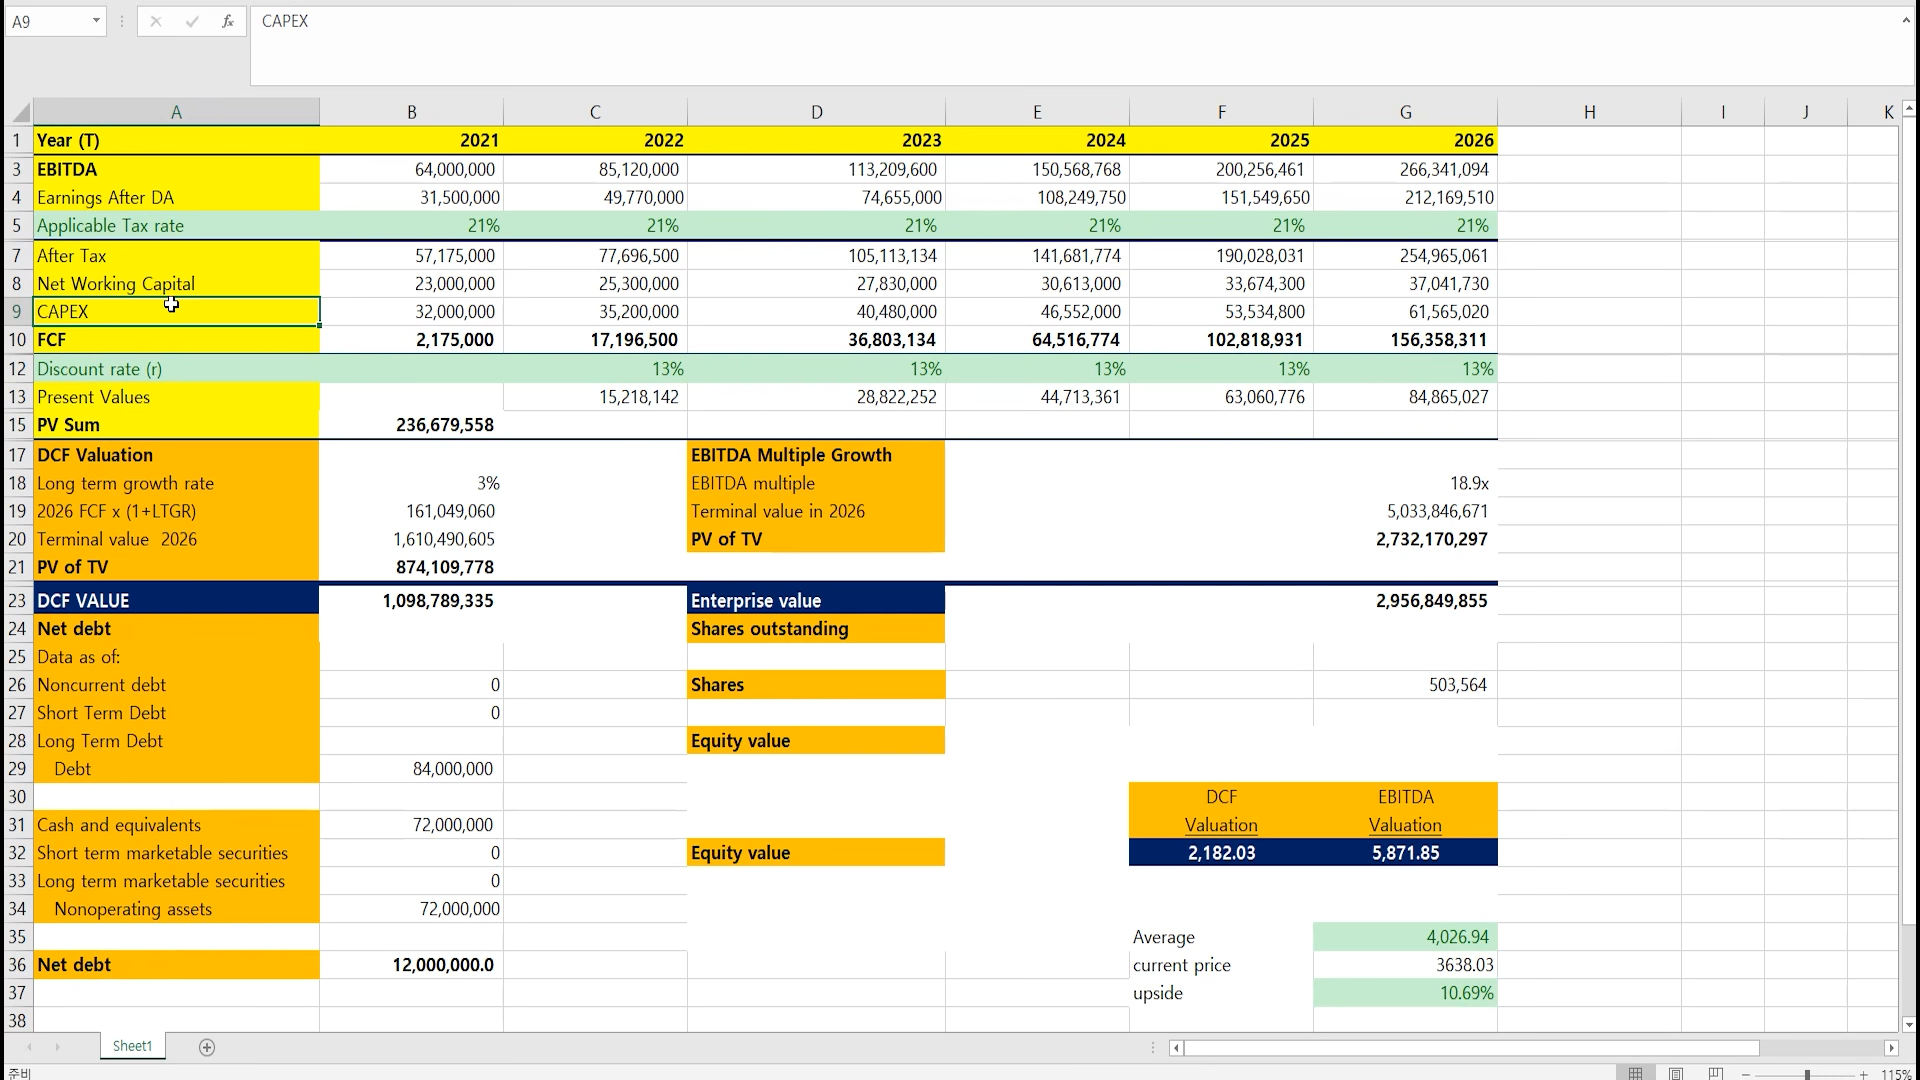 A9 fx CAPEX
A B C D E F G H I J K
1 Year (T) 2021 2022 2023 2024 2025 2026
3 EBITDA 64,000,000 85,120,000 113,209,600 150,568,768 200,256,461 266,341,094
4 Earnings After DA 31,500,000 49,770,000 74,655,000 108,249,750 151,549,650 212,169,510
5 Applicable Tax rate 21% 21% 21% 21% 21% 21%
7 After Tax 57,175,000 77,696,500 105,113,134 141,681,774 190,028,031 254,965,061
8 Net Working Capital 23,000,000 25,300,000 27,830,000 30,613,000 33,674,300 37,041,730
9 CAPEX 32,000,000 35,200,000 40,480,000 46,552,000 53,534,800 61,565,020
10 FCF 2,175,000 17,196,500 36,803,134 64,516,774 102,818,931 156,358,311
12 Discount rate (r) 13% 13% 13% 13% 13%
13 Present Values 15,218,142 28,822,252 44,713,361 63,060,776 84,865,027
15 PV Sum 236,679,558
17 DCF Valuation EBITDA Multiple Growth
18 Long term growth rate 3% EBITDA multiple 18.9x
19 2026 FCF x (1+LTGR) 161,049,060 Terminal value in 2026 5,033,846,671
20 Terminal value 2026 1,610,490,605 PV of TV 2,732,170,297
21 PV of TV 874,109,778
23 DCF VALUE 1,098,789,335 Enterprise value 2,956,849,855
24 Net debt Shares outstanding
25 Data as of:
26 Noncurrent debt 0 Shares 503,564
27 Short Term Debt 0
28 Long Term Debt Equity value
29 Debt 84,000,000
30 DCF EBITDA
31 Cash and equivalents 72,000,000 Valuation Valuation
32 Short term marketable securities 0 Equity value 2,182.03 5,871.85
33 Long term marketable securities 0
34 Nonoperating assets 72,000,000
35 Average 4,026.94
36 Net debt 12,000,000.0 current price 3638.03
37 upside 10.69%
38
Sheet1
준비 115%